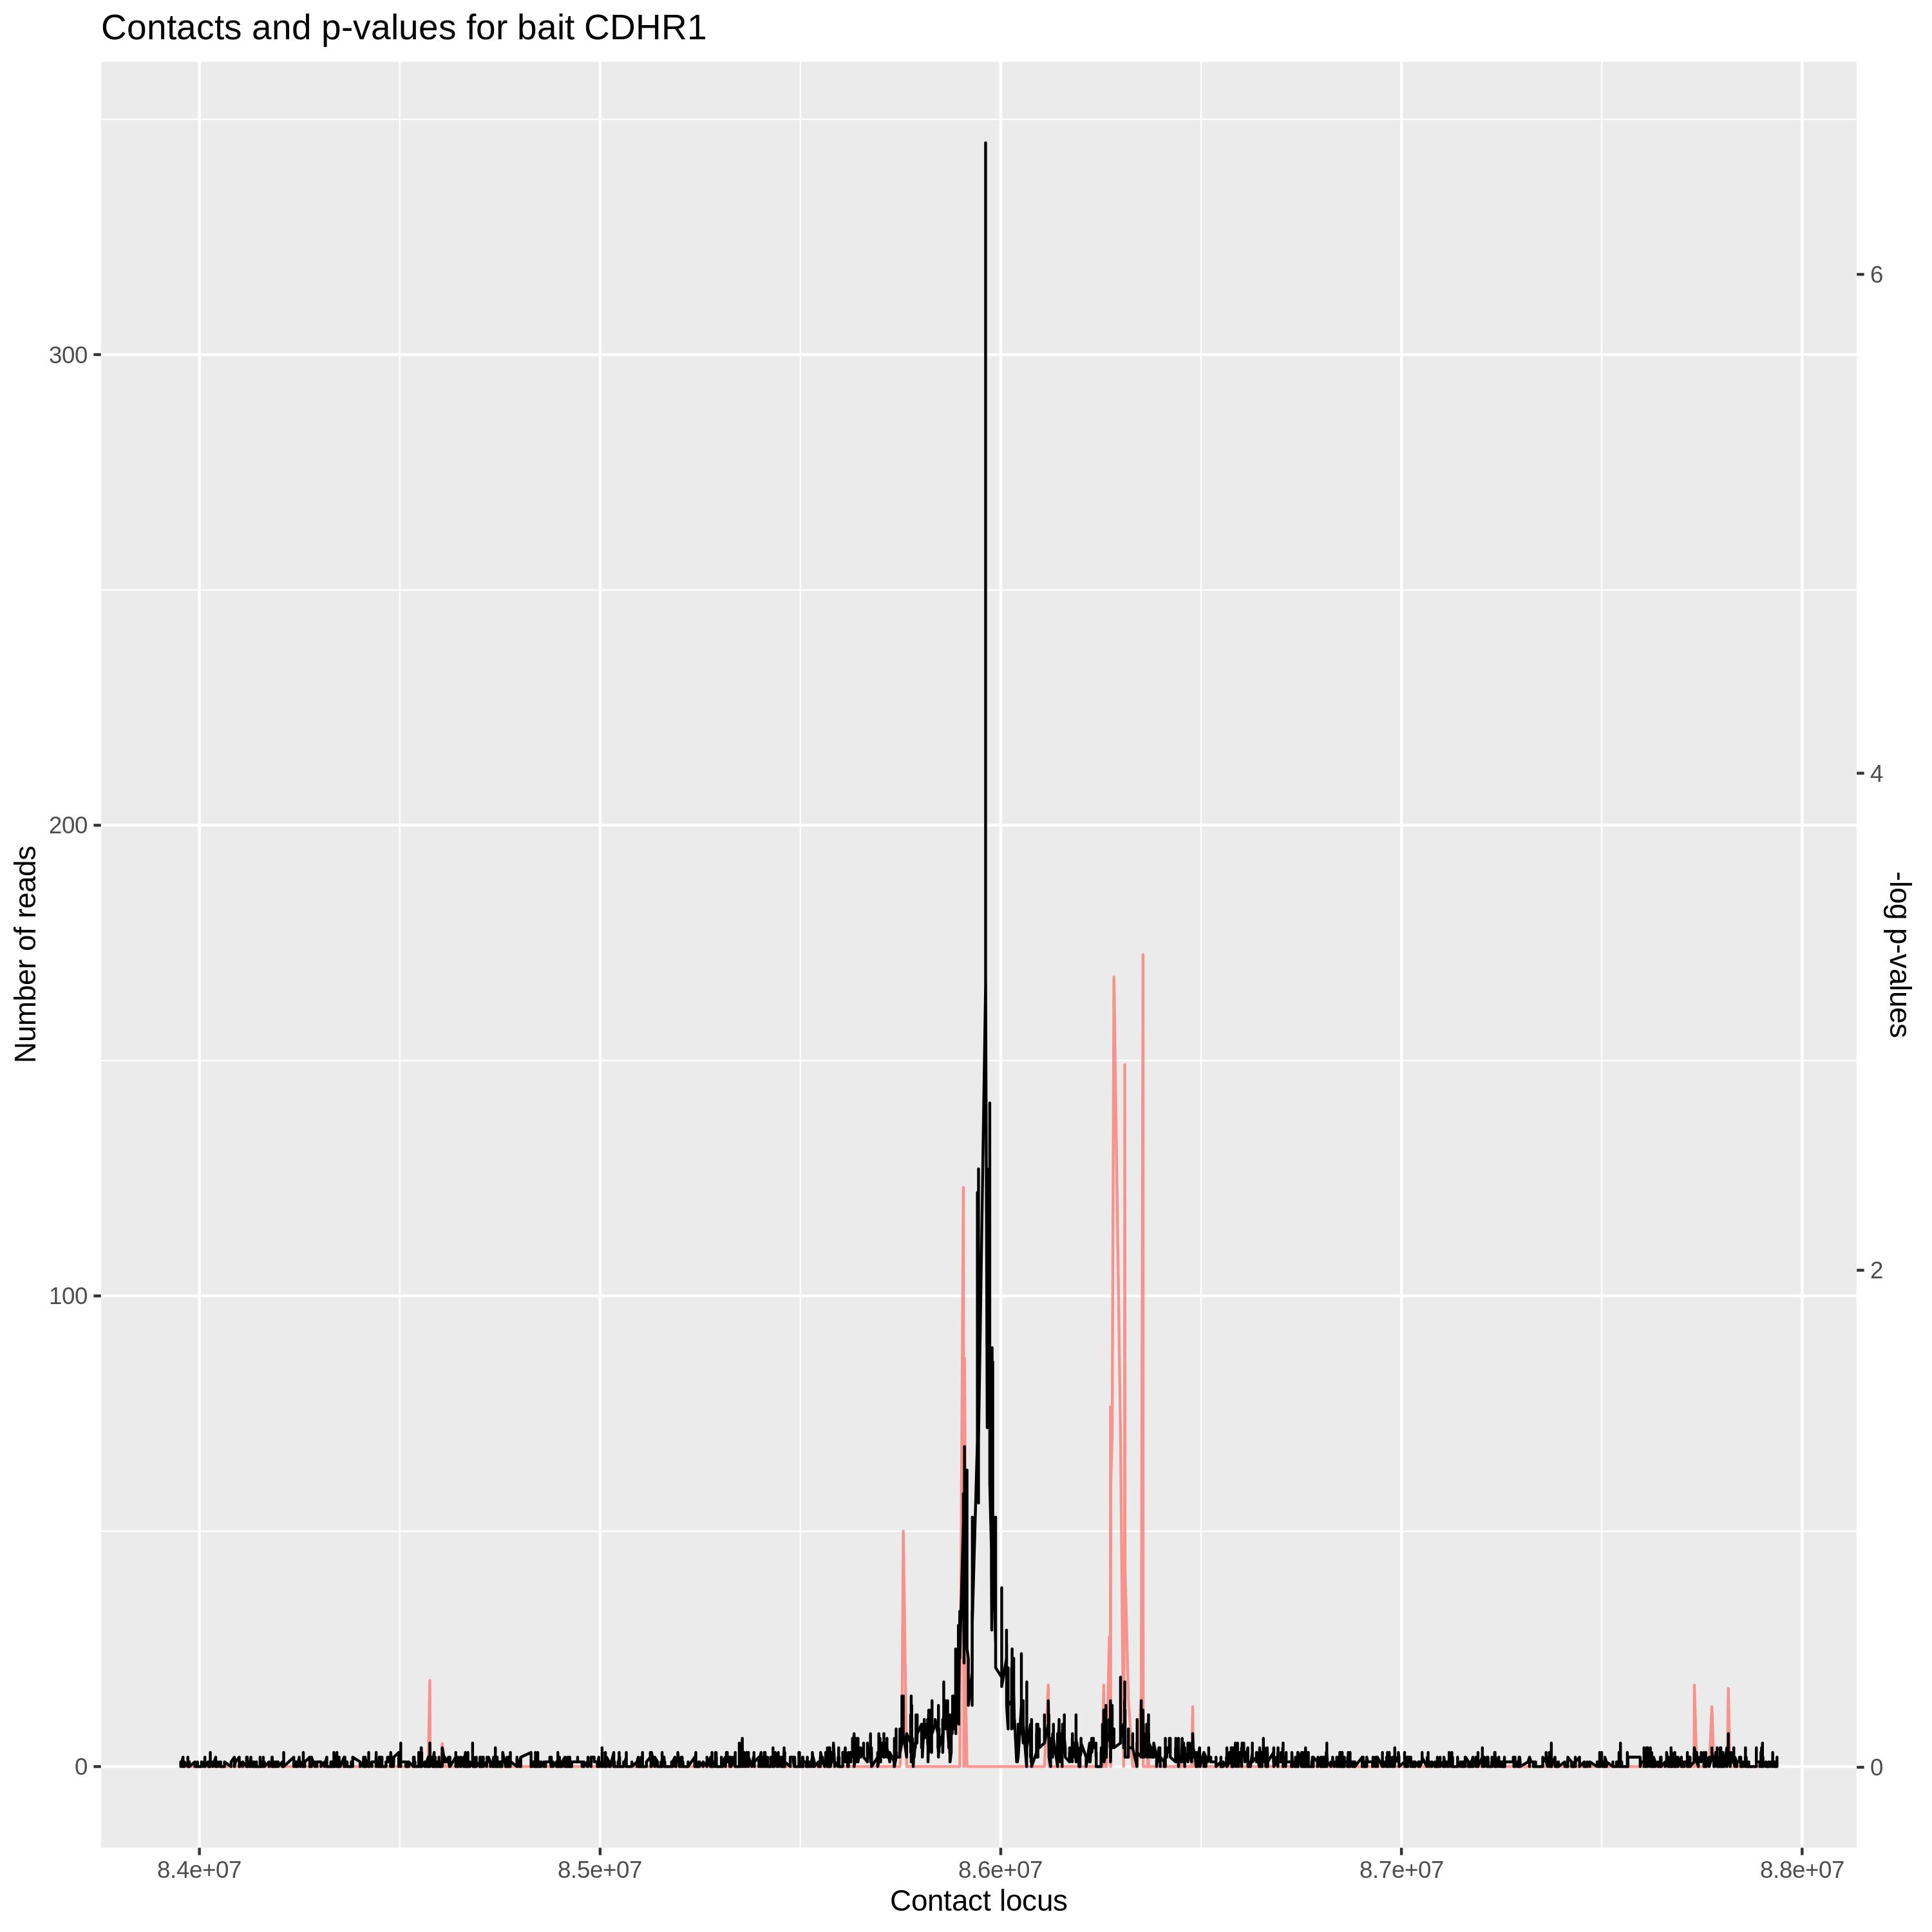 Contacts and p-values for bait CDHR1
300
200
100
0
Number of reads
6
4
2
0
-log p-values
8.4e+07
8.5e+07
8.6e+07
8.7e+07
8.8e+07
Contact locus